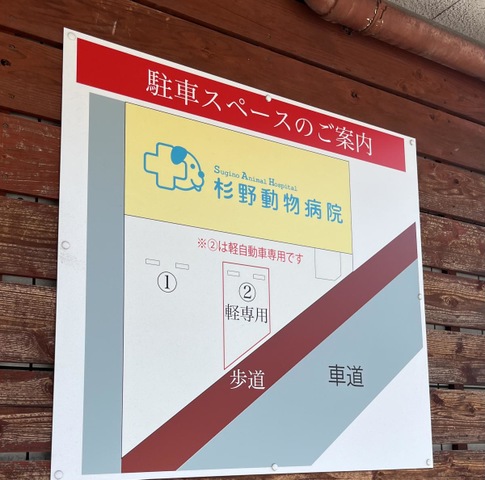 駐車スペースのご案内
Sugino Animal Hospital
杉野動物病院
※②は軽自動車専用です
①
②
軽専用
歩道
車道